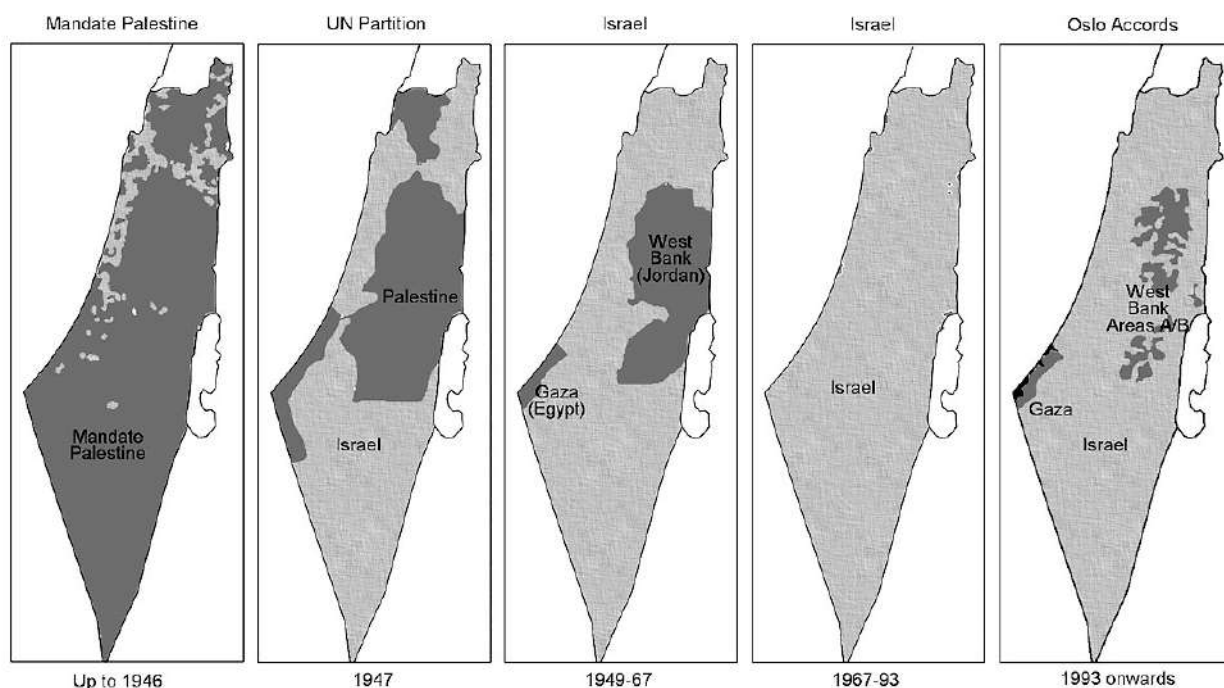 Mandate Palestine
UN Partition
Israel
Israel
Oslo Accords
Mandate
Palestine
Palestine
Israel
West
Bank
(Jordan)
Gaza
(Egypt)
Israel
West
Bank
Areas A/B
Gaza
Israel
Up to 1946
1947
1949-67
1967-93
1993 onwards